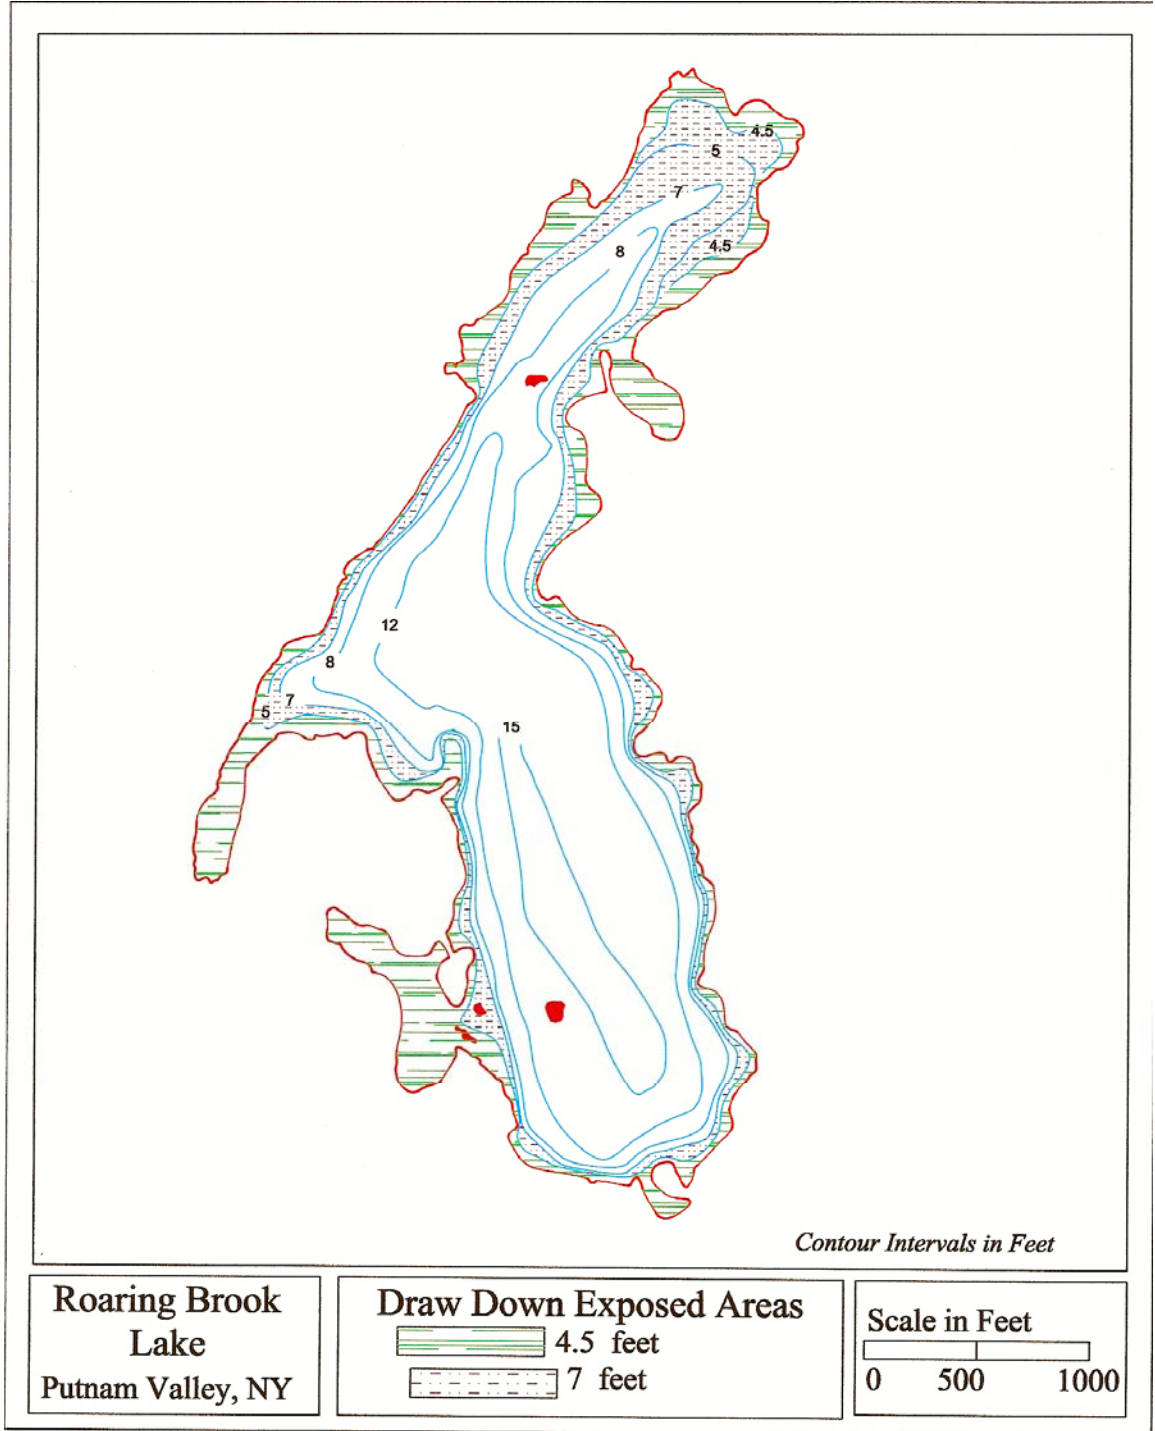 4.5
5
7
4.5
8
12
8
7
5
15
Contour Intervals in Feet
Roaring Brook
Lake
Putnam Valley, NY
Draw Down Exposed Areas
4.5 feet
7 feet
Scale in Feet
0 500 1000